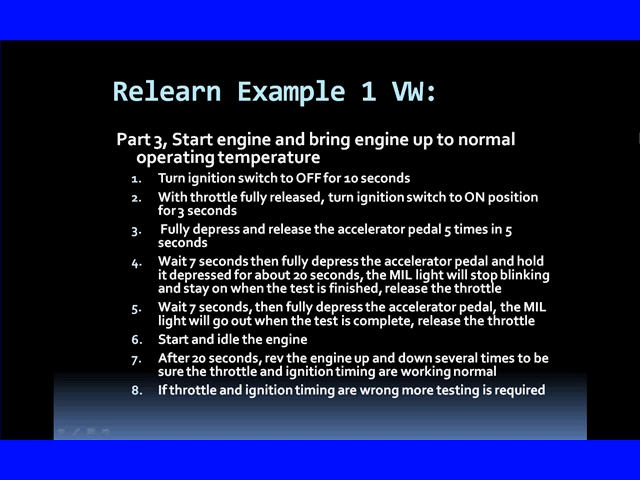 Relearn Example 1 VW:
Part 3, Start engine and bring engine up to normal
operating temperature
1. Turn ignition switch to OFF for 10 seconds
2. With throttle fully released, turn ignition switch to ON position
for 3 seconds
3. Fully depress and release the accelerator pedal 5 times in 5
seconds
4. Wait 7 seconds then fully depress the accelerator pedal and hold
it depressed for about 20 seconds, the MIL light will stop blinking
and stay on when the test is finished, release the throttle
5. Wait 7 seconds, then fully depress the accelerator pedal, the MIL
light will go out when the test is complete, release the throttle
6. Start and idle the engine
7. After 20 seconds, rev the engine up and down several times to be
sure the throttle and ignition timing are working normal
8. If throttle and ignition timing are wrong more testing is required